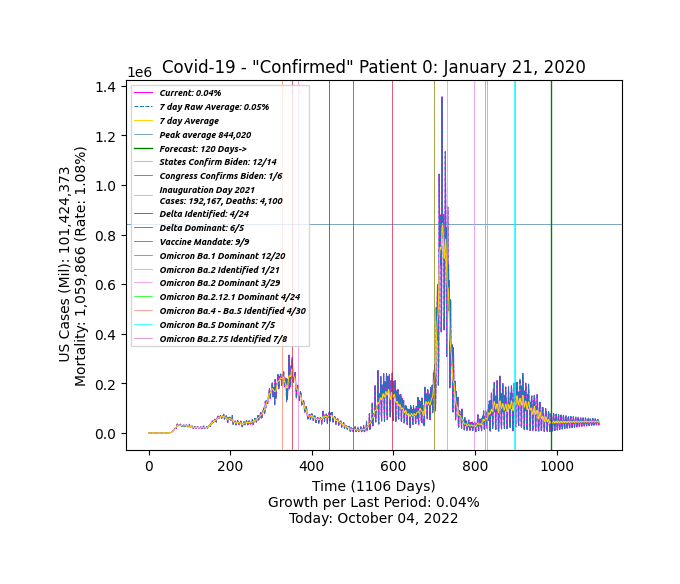 Covid-19 - "Confirmed" Patient 0: January 21, 2020
1e6
1.4
1.2
1.0
0.8
0.6
0.4
0.2
0.0
US Cases (Mil): 101,424,373
Mortality: 1,059,866 (Rate: 1.08%)
Current: 0.04%
7 day Raw Average: 0.05%
7 day Average
Peak average 844,020
Forecast: 120 Days->
States Confirm Biden: 12/14
Congress Confirms Biden: 1/6
Inauguration Day 2021
Cases: 192,167, Deaths: 4,100
Delta Identified: 4/24
Delta Dominant: 6/5
Vaccine Mandate: 9/9
Omicron Ba.1 Dominant 12/20
Omicron Ba.2 Identified 1/21
Omicron Ba.2 Dominant 3/29
Omicron Ba.2.12.1 Dominant 4/24
Omicron Ba.4 - Ba.5 Identified 4/30
Omicron Ba.5 Dominant 7/5
Omicron Ba.2.75 Identified 7/8
0 200 400 600 800 1000
Time (1106 Days)
Growth per Last Period: 0.04%
Today: October 04, 2022